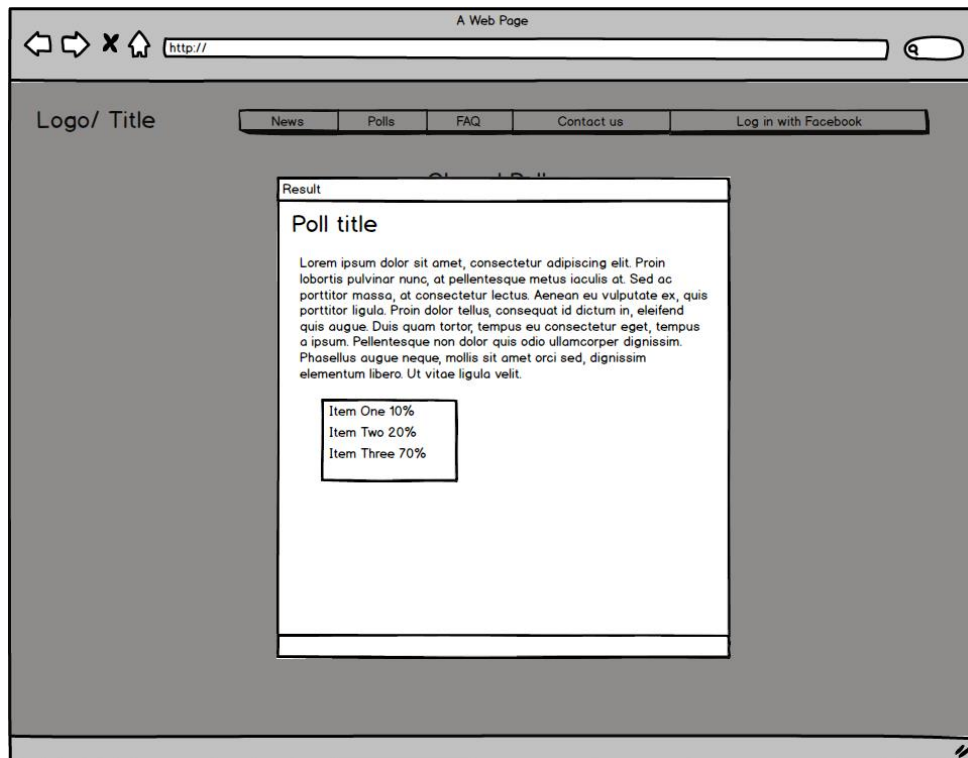 A Web Page
http://
Logo/ Title
News Polls FAQ Contact us Log in with Facebook
Result
Poll title
Lorem ipsum dolor sit amet, consectetur adipiscing elit. Proin
lobortis pulvinar nunc, at pellentesque metus iaculis at. Sed ac
porttitor massa, at consectetur lectus. Aenean eu vulputate ex, quis
porttitor ligula. Proin dolor tellus, consequat id dictum in, eleifend
quis augue. Duis quam tortor, tempus eu consectetur eget, tempus
a ipsum. Pellentesque non dolor quis odio ullamcorper dignissim.
Phasellus augue neque, mollis sit amet orci sed, dignissim
elementum libero. Ut vitae ligula velit.
Item One 10%
Item Two 20%
Item Three 70%